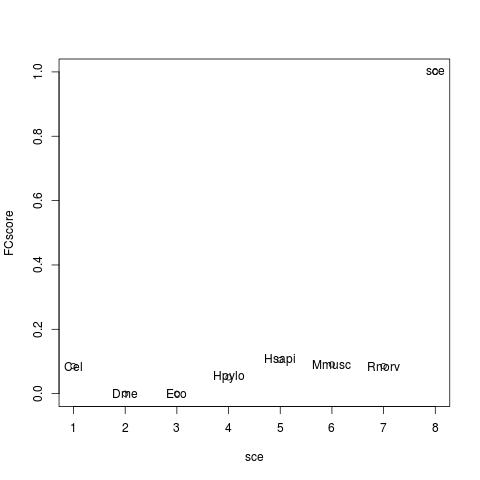 1.0
0.8
0.6
0.4
0.2
0.0
FCscore
sce
Cel
Dme
Eco
Hpylo
Hsapi
Mmusc
Rnorv
1 2 3 4 5 6 7 8
sce